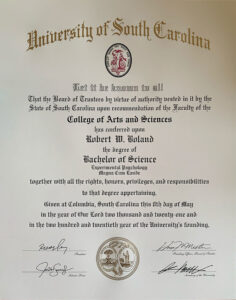 University of South Carolina
Let it be known to all
That the Board of Trustees by virtue of authority vested in it by the
State of South Carolina upon recommendation of the Faculty of the
College of Arts and Sciences
has conferred upon
Robert W. Boland
the degree of
Bachelor of Science
Experimental Psychology
Magna Cum Laude
together with all the rights, honors, privileges, and responsibilities
to that degree appertaining.
Given at Columbia, South Carolina this 8th day of May
in the year of Our Lord two thousand and twenty one and
in the two hundred and twentieth year of the University's founding.
President